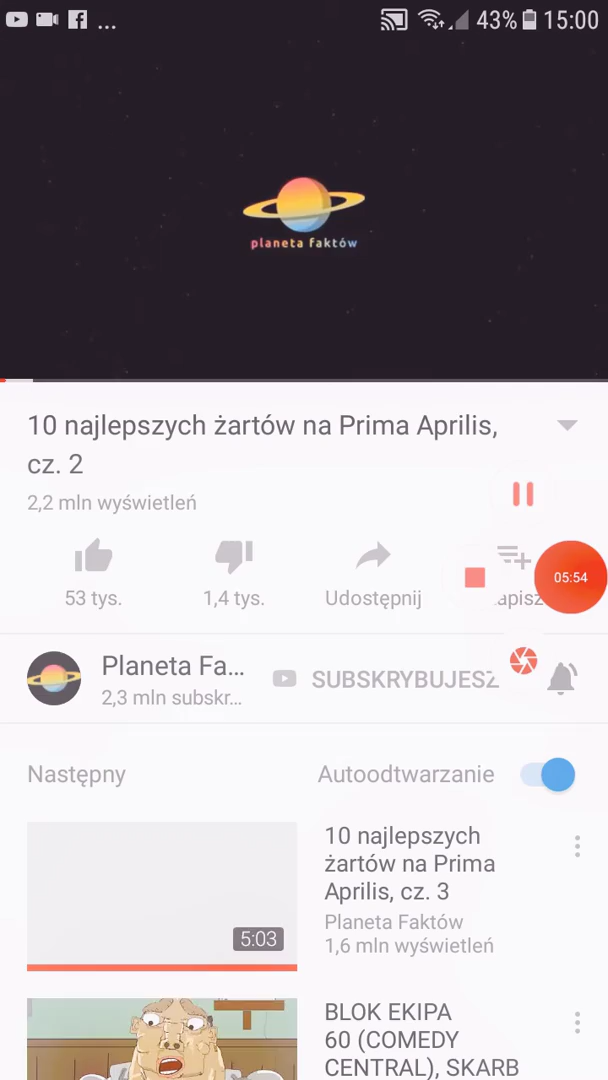 ... 43% 15:00
planeta faktów
10 najlepszych żartów na Prima Aprilis,
cz. 2
2,2 mln wyświetleń
53 tys. 1,4 tys. Udostępnij apisz 05:54
Planeta Fa... SUBSKRYBUJESZ
2,3 mln subskr...
Następny Autoodtwarzanie
5:03
10 najlepszych
żartów na Prima
Aprilis, cz. 3
Planeta Faktów
1,6 mln wyświetleń
BLOK EKIPA
60 (COMEDY
CENTRAL), SKARB